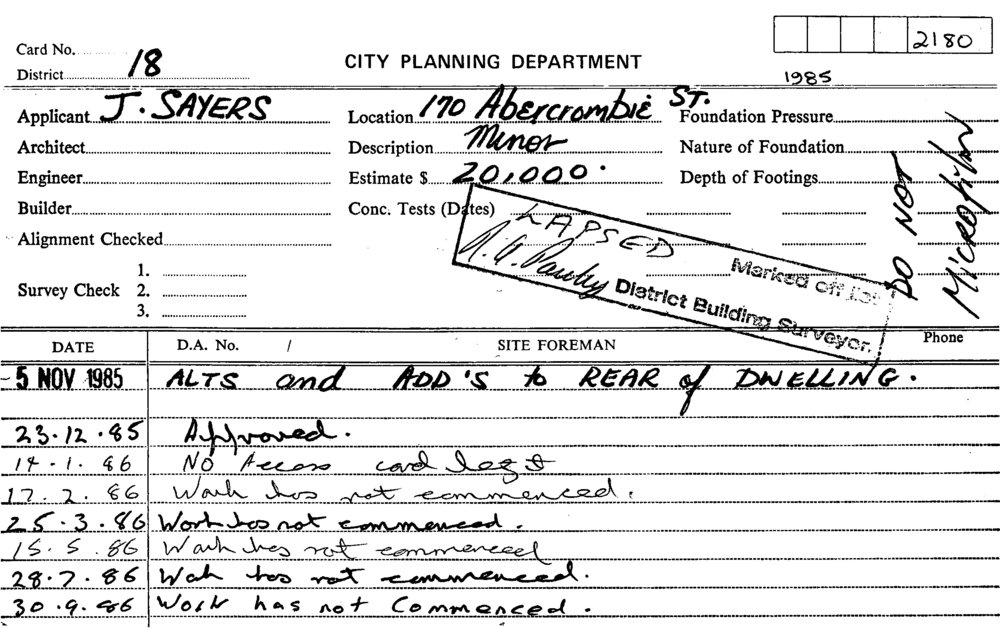 2180
Card No.
District 18
CITY PLANNING DEPARTMENT
1985
Applicant J. SAYERS
Location 170 Abercrombie ST.
Foundation Pressure
Architect
Description Minor
Nature of Foundation
Engineer
Estimate $ 20,000.
Depth of Footings
Builder
Conc. Tests (Dates)
Alignment Checked
Survey Check
1.
2.
3.
LAPSED
Marked off
District Building Surveyor.
DO NOT
Microfilm
DATE
D.A. No. /
SITE FOREMAN
Phone
-5 NOV 1985 ALTS and ADD'S to REAR of DWELLING.
23.12.85 Approved.
14.1.86 NO Access card left
17.2.86 Work has not commenced.
25.3.86 Work has not commenced.
15.5.86 Work has not commenced
28.7.86 Work has not commenced.
30.9.86 Work has not Commenced.